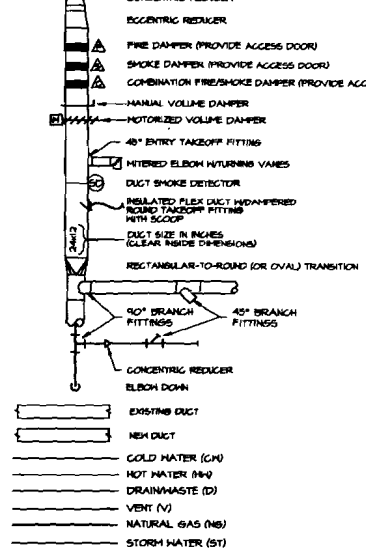 ECCENTRIC REDUCER
FIRE DAMPER (PROVIDE ACCESS DOOR)
SMOKE DAMPER (PROVIDE ACCESS DOOR)
COMBINATION FIRE/SMOKE DAMPER (PROVIDE ACC
MANUAL VOLUME DAMPER
M MOTORIZED VOLUME DAMPER
45° ENTRY TAKEOFF FITTING
MITERED ELBOW W/TURNING VANES
SD DUCT SMOKE DETECTOR
INSULATED FLEX DUCT W/DAMPERED
ROUND TAKEOFF FITTING
WITH SCOOP
24x12
DUCT SIZE IN INCHES
(CLEAR INSIDE DIMENSIONS)
RECTANGULAR-TO-ROUND (OR OVAL) TRANSITION
90° BRANCH
FITTINGS
45° BRANCH
FITTINGS
CONCENTRIC REDUCER
ELBOW DOWN
EXISTING DUCT
NEW DUCT
COLD WATER (CW)
HOT WATER (HW)
DRAIN/WASTE (D)
VENT (V)
NATURAL GAS (NG)
STORM WATER (ST)